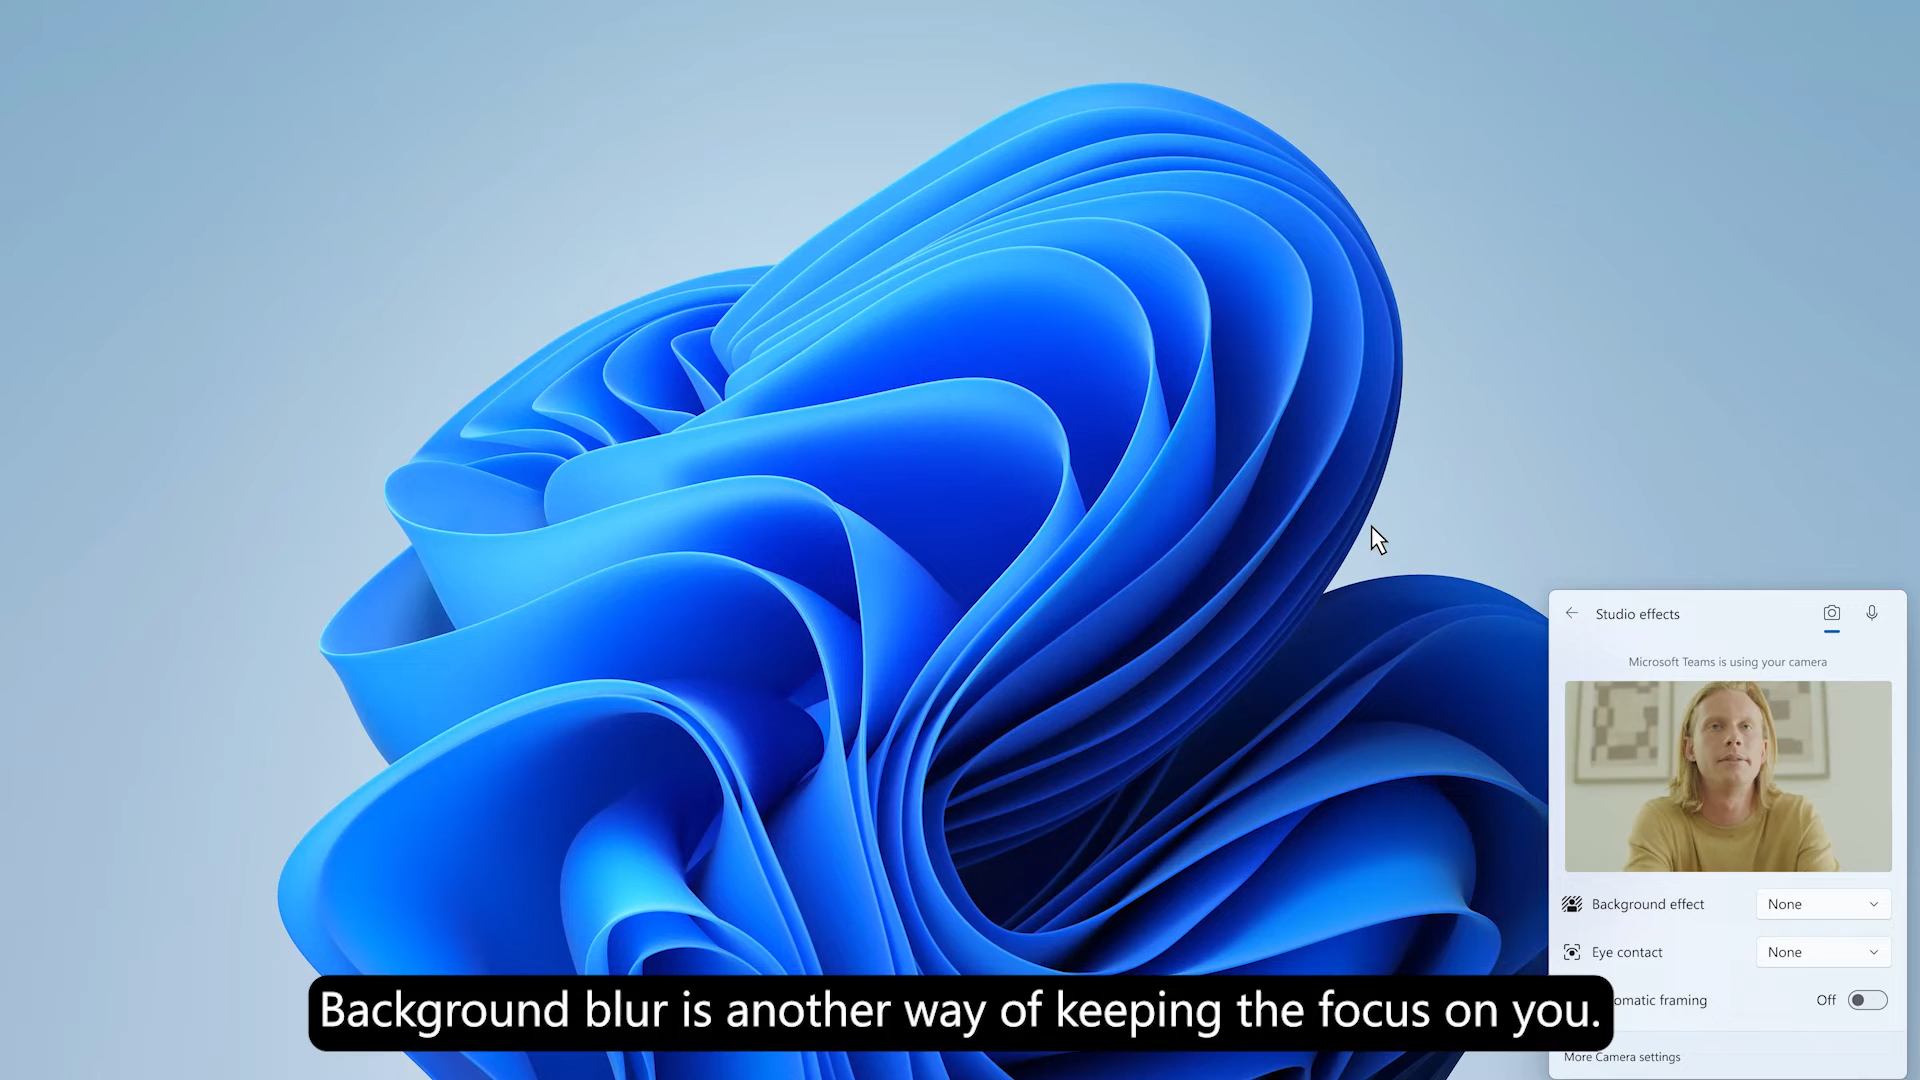 Studio effects
Microsoft Teams is using your camera
Background effect
None
Eye contact
None
omatic framing
Off
Background blur is another way of keeping the focus on you.
More Camera settings